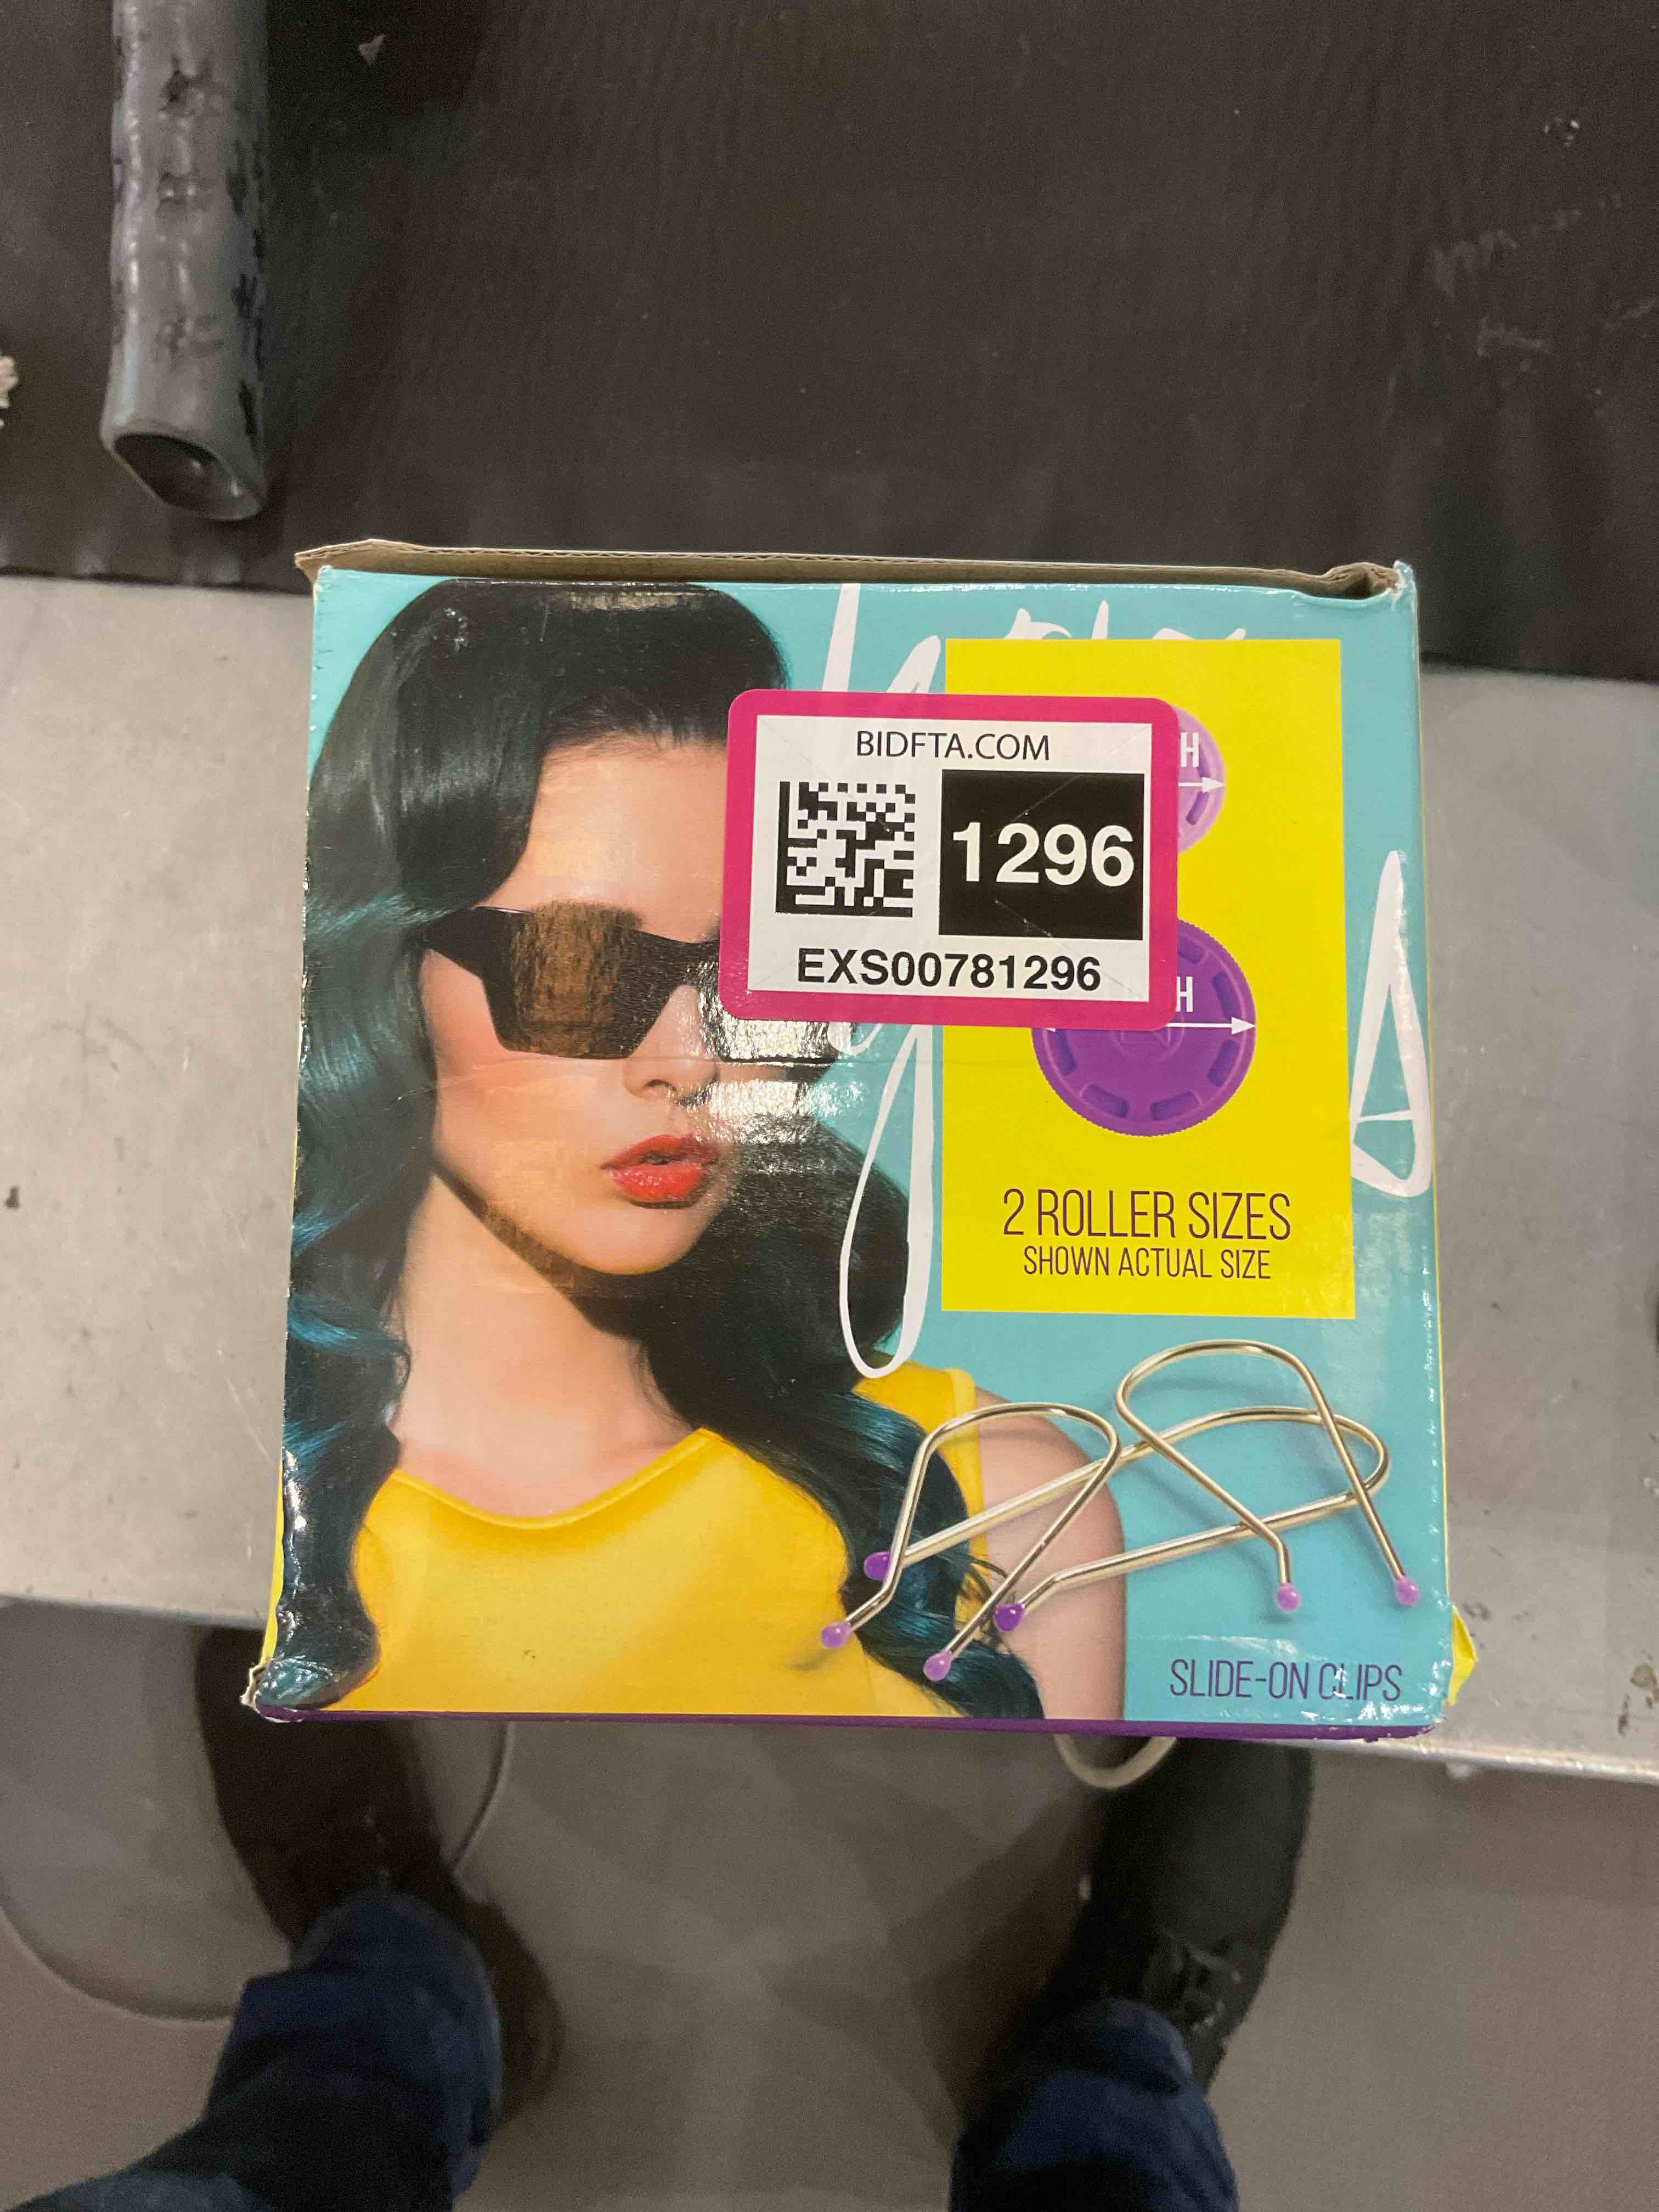 BIDFTA.COM
1296
EXS00781296
H
H
2 ROLLER SIZES
SHOWN ACTUAL SIZE
SLIDE-ON CLIPS